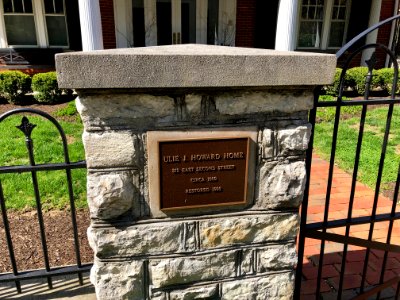 ULIE J. HOWARD HOME
EAST SECOND STREET
CIRCA
RESTORED